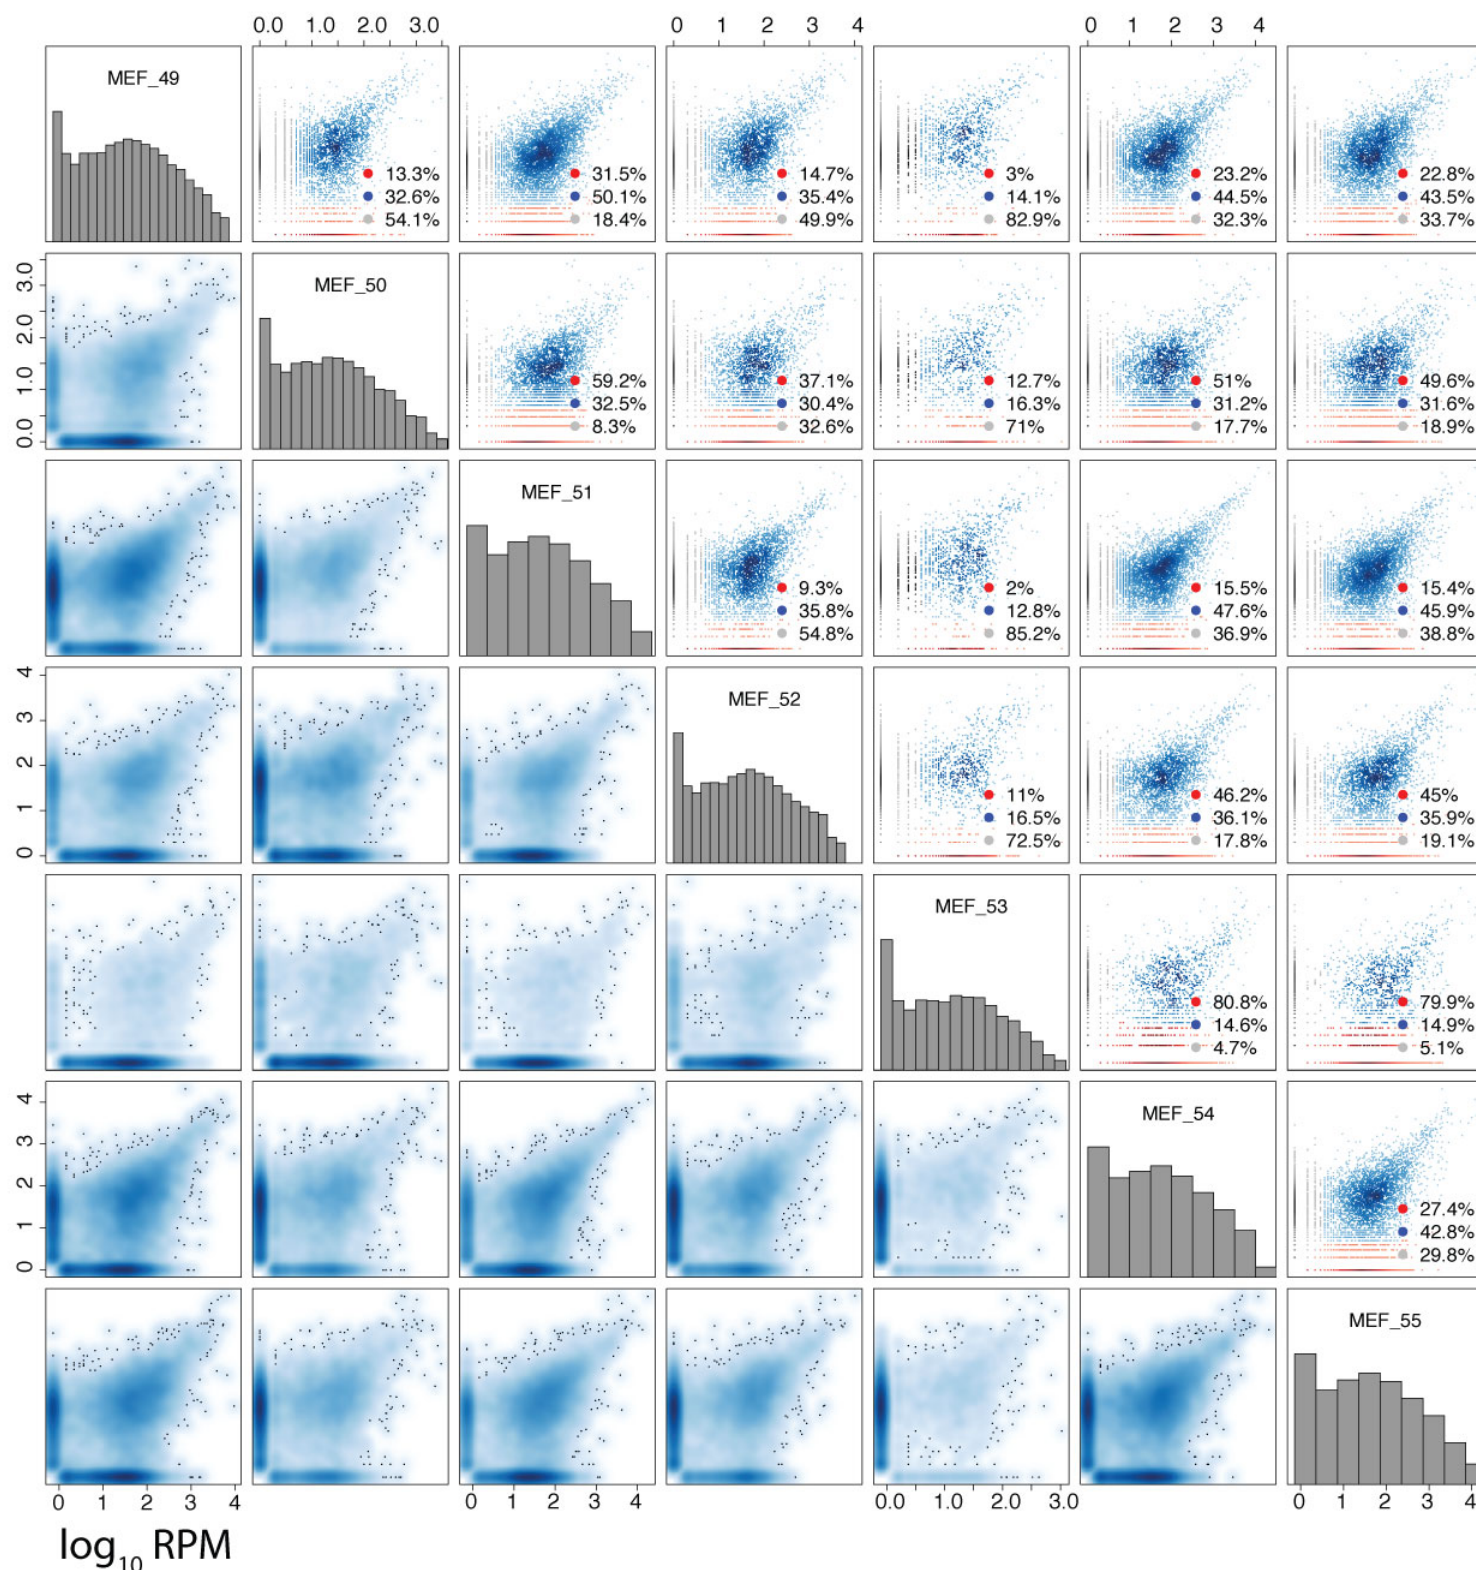 0.0 1.0 2.0 3.0 0 1 2 3 4 0 1 2 3 4
MEF_49
13.3% 31.5% 14.7% 3% 23.2% 22.8%
32.6% 50.1% 35.4% 14.1% 44.5% 43.5%
54.1% 18.4% 49.9% 82.9% 32.3% 33.7%
3.0
2.0
1.0
0.0
MEF_50
59.2% 37.1% 12.7% 51% 49.6%
32.5% 30.4% 16.3% 31.2% 31.6%
8.3% 32.6% 71% 17.7% 18.9%
MEF_51
9.3% 2% 15.5% 15.4%
35.8% 12.8% 47.6% 45.9%
54.8% 85.2% 36.9% 38.8%
4
3
2
1
0
MEF_52
11% 46.2% 45%
16.5% 36.1% 35.9%
72.5% 17.8% 19.1%
MEF_53
80.8% 79.9%
14.6% 14.9%
4.7% 5.1%
4
3
2
1
0
MEF_54
27.4%
42.8%
29.8%
MEF_55
0 1 2 3 4 0 1 2 3 4 0.0 1.0 2.0 3.0 0 1 2 3 4
log10 RPM